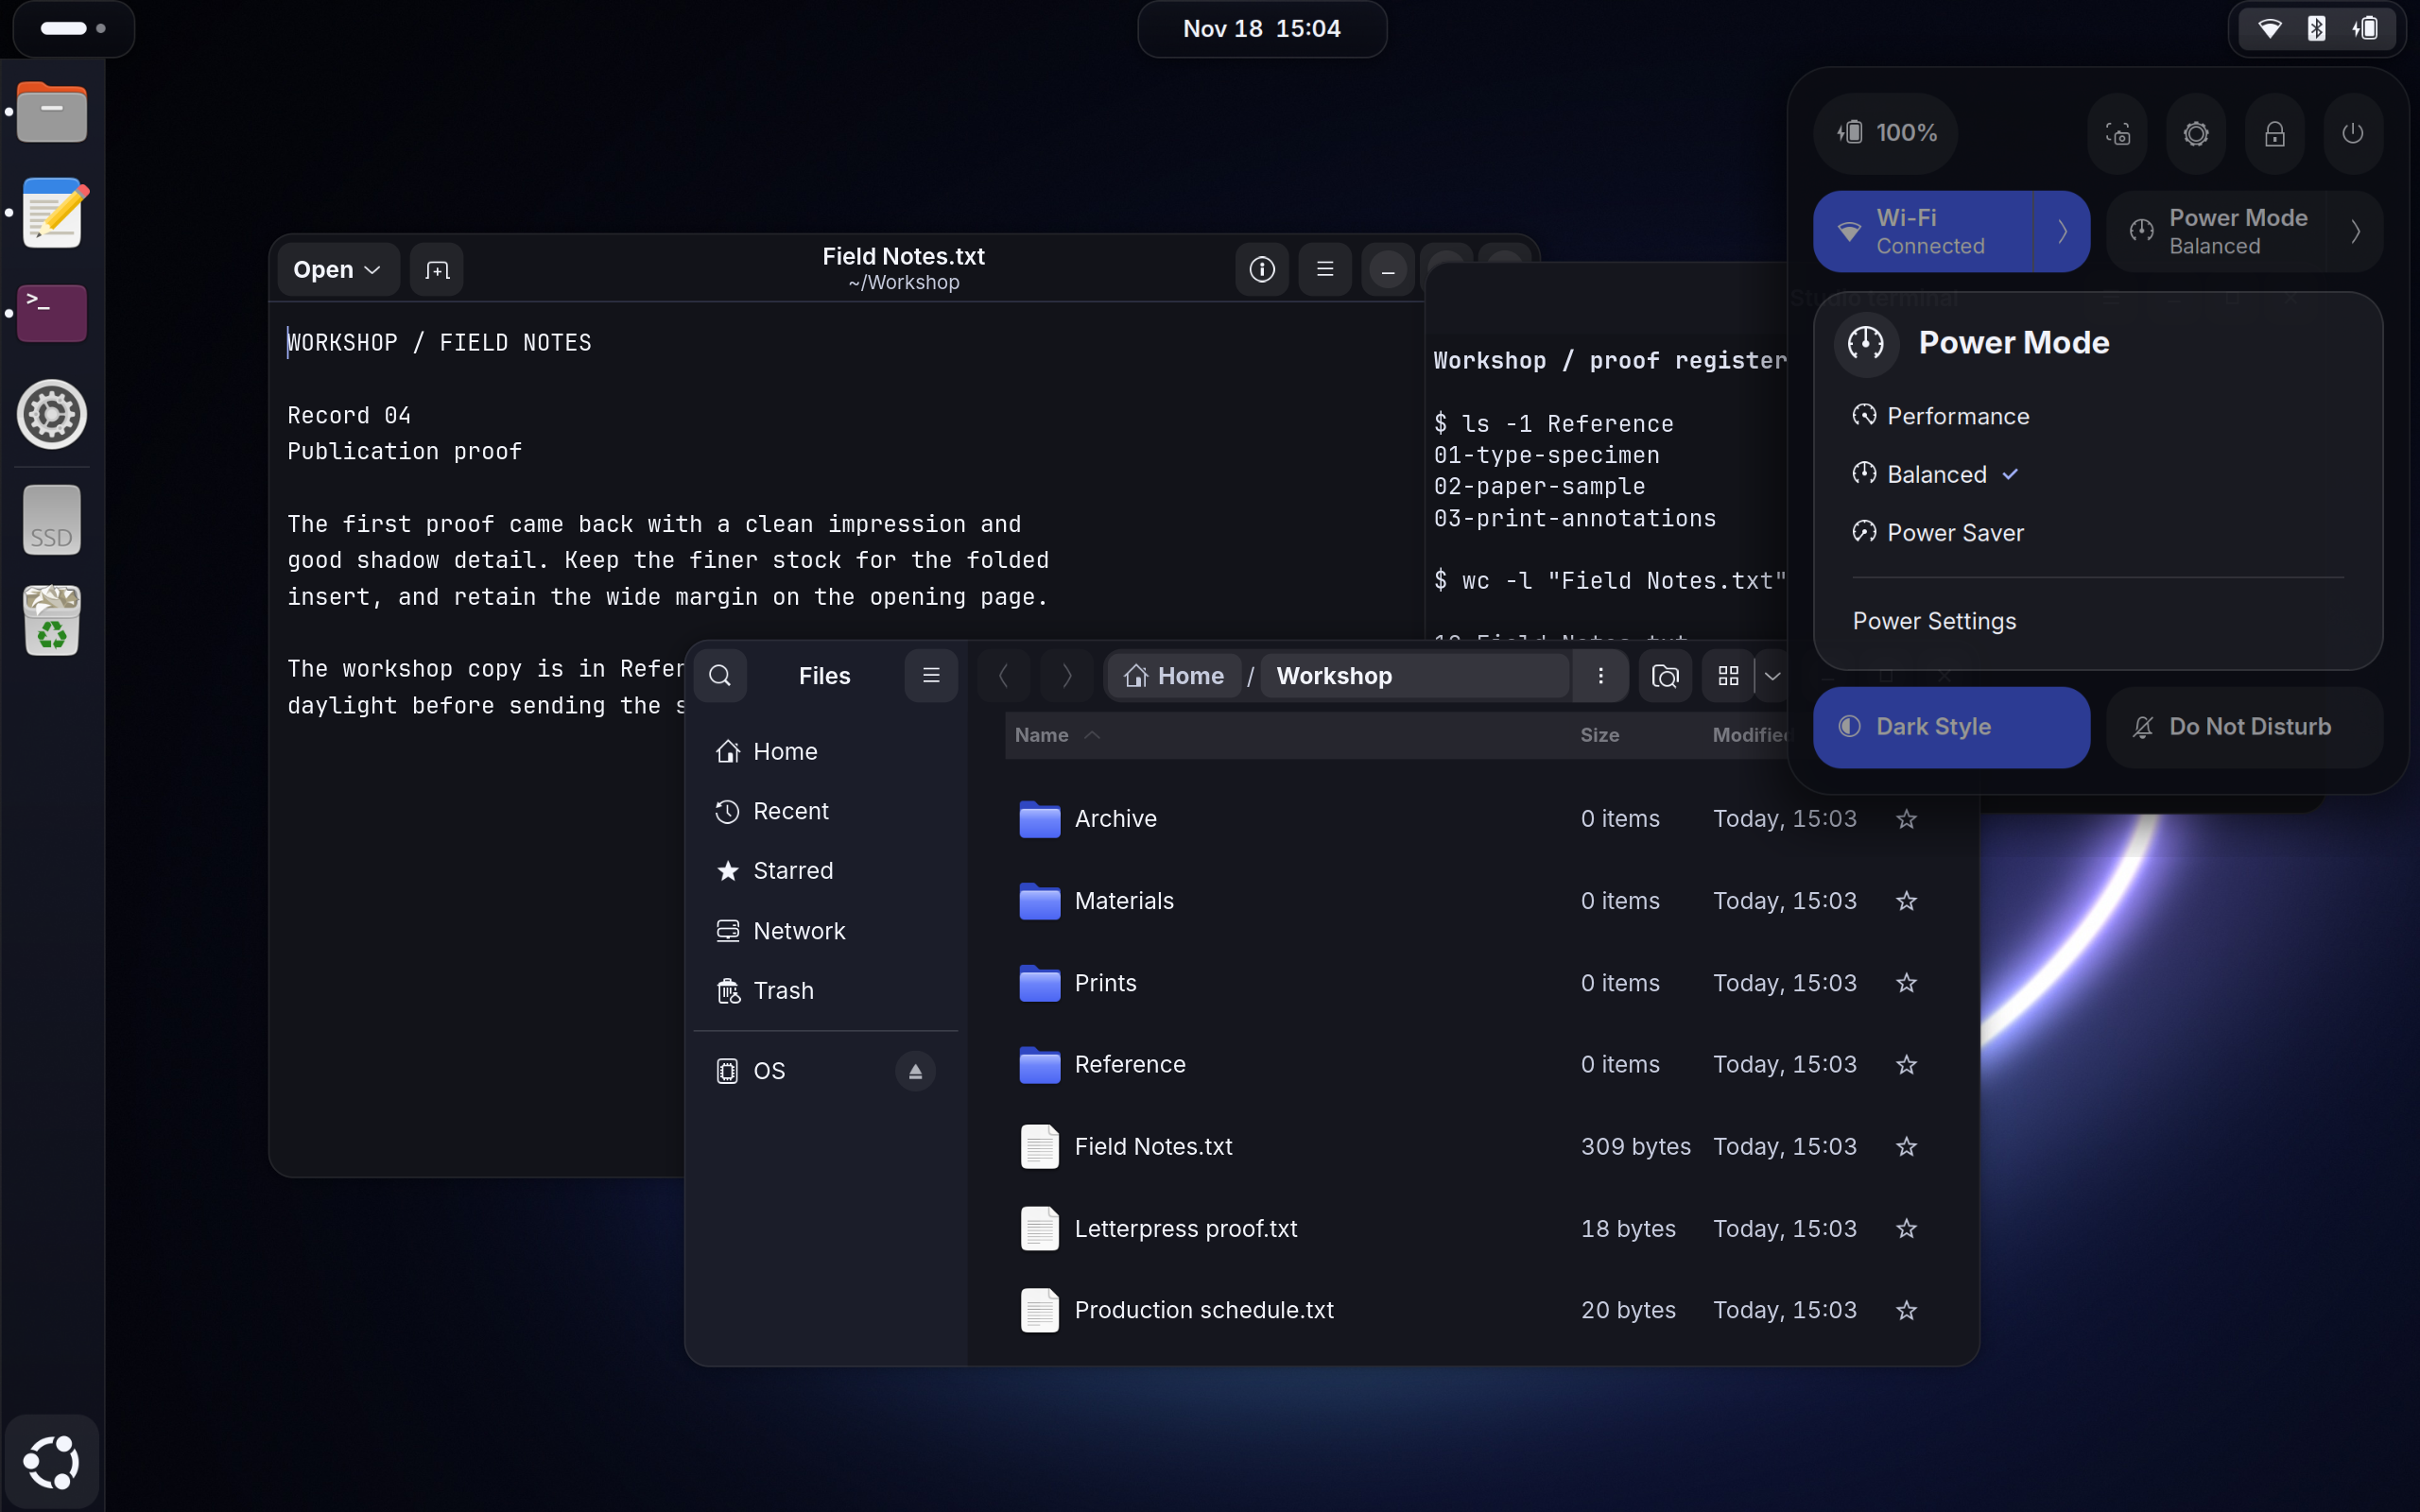 Nov 18 15:04
100%
Wi-Fi
Connected
Power Mode
Balanced
Power Mode
Performance
Balanced
Power Saver
Power Settings
Dark Style
Do Not Disturb
>_
SSD
Open
Field Notes.txt
~/Workshop
WORKSHOP / FIELD NOTES
Record 04
Publication proof
The first proof came back with a clean impression and
good shadow detail. Keep the finer stock for the folded
insert, and retain the wide margin on the opening page.
The workshop copy is in Refer
daylight before sending the s
Studio terminal
Workshop / proof register
$ ls -1 Reference
01-type-specimen
02-paper-sample
03-print-annotations
$ wc -l "Field Notes.txt"
Files
Home / Workshop
Home
Recent
Starred
Network
Trash
OS
Name Size Modified
Archive 0 items Today, 15:03
Materials 0 items Today, 15:03
Prints 0 items Today, 15:03
Reference 0 items Today, 15:03
Field Notes.txt 309 bytes Today, 15:03
Letterpress proof.txt 18 bytes Today, 15:03
Production schedule.txt 20 bytes Today, 15:03